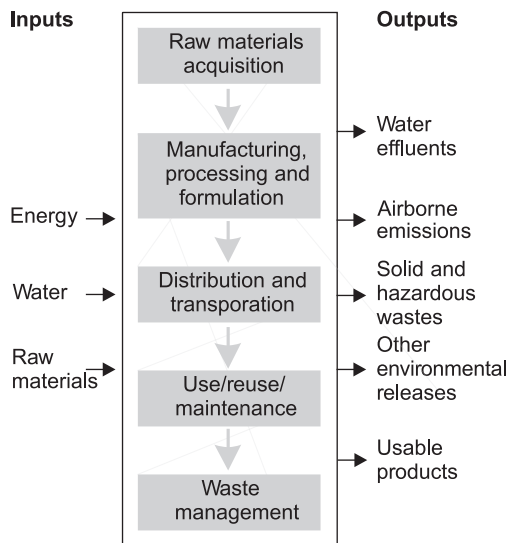 Inputs
Outputs
Raw materials
acquisition
Manufacturing,
processing and
formulation
Distribution and
transporation
Use/reuse/
maintenance
Waste
management
Energy
Water
Raw
materials
Water
effluents
Airborne
emissions
Solid and
hazardous
wastes
Other
environmental
releases
Usable
products